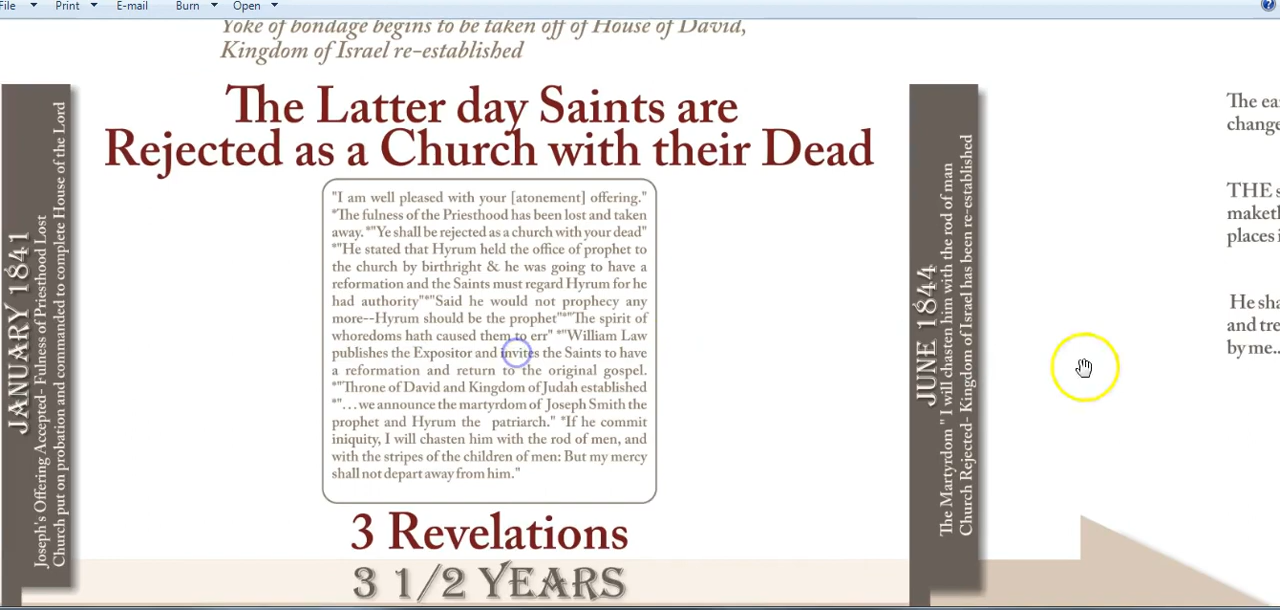 File Print E-mail Burn Open
Yoke of bondage begins to be taken off of House of David,
Kingdom of Israel re-established
The Latter day Saints are
Rejected as a Church with their Dead
JANUARY 1841
Joseph's Offering Accepted- Fulness of Priesthood Lost
Church put on probation and commanded to complete House of the Lord
"I am well pleased with your [atonement] offering."
*The fulness of the Priesthood has been lost and taken
away. *"Ye shall be rejected as a church with your dead"
*"He stated that Hyrum held the office of prophet to
the church by birthright & he was going to have a
reformation and the Saints must regard Hyrum for he
had authority"*"Said he would not prophecy any
more--Hyrum should be the prophet"*"The spirit of
whoredoms hath caused them to err" *"William Law
publishes the Expositor and invites the Saints to have
a reformation and return to the original gospel.
*"Throne of David and Kingdom of Judah established
*"…we announce the martyrdom of Joseph Smith the
prophet and Hyrum the patriarch." *"If he commit
iniquity, I will chasten him with the rod of men, and
with the stripes of the children of men: But my mercy
shall not depart away from him."
3 Revelations
3 1/2 YEARS
JUNE 1844
The Martyrdom " I will chasten him with the rod of man
Church Rejected- Kingdom of Israel has been re-established
The
change
THE
places
He
and
by me..